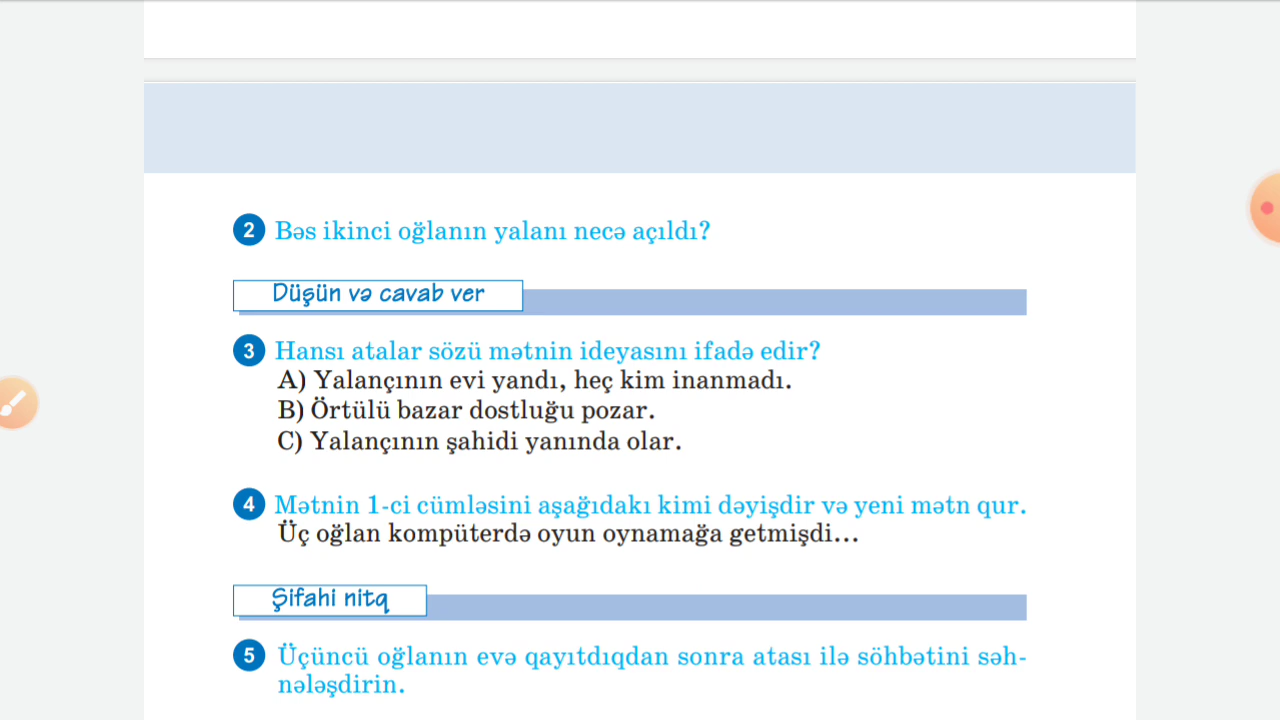 2 Bəs ikinci oğlanın yalanı necə açıldı?
Düşün və cavab ver
3 Hansı atalar sözü mətnin ideyasını ifadə edir?
A) Yalançının evi yandı, heç kim inanmadı.
B) Örtülü bazar dostluğu pozar.
C) Yalançının şahidi yanında olar.
4 Mətnin 1-ci cümləsini aşağıdakı kimi dəyişdir və yeni mətn qur.
Üç oğlan kompüterdə oyun oynamağa getmişdi...
Şifahi nitq
5 Üçüncü oğlanın evə qayıtdıqdan sonra atası ilə söhbətini səh-
nələşdirin.